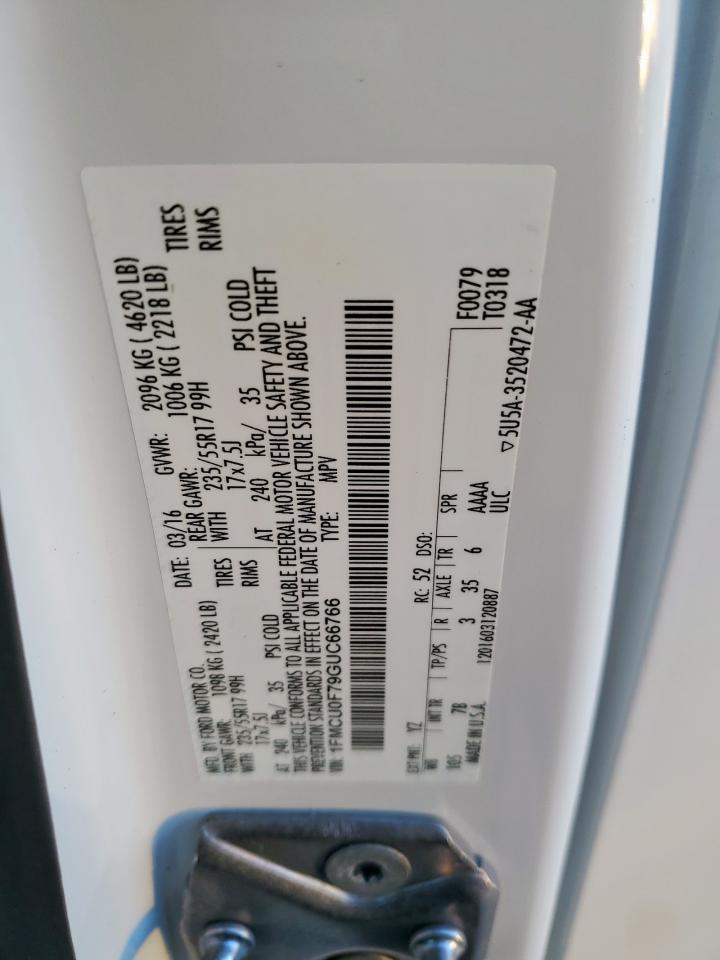 MFD. BY FORD MOTOR CO.
DATE: 03/16 GVWR: 2096 KG ( 4620 LB)
FRONT GAWR: 1098 KG ( 2420 LB) REAR GAWR: 1006 KG ( 2218 LB)
WITH 235/55R17 99H TIRES WITH 235/55R17 99H TIRES
17x7.5J RIMS 17x7.5J RIMS
AT 240 kPa/ 35 PSI COLD AT 240 kPa/ 35 PSI COLD
THIS VEHICLE CONFORMS TO ALL APPLICABLE FEDERAL MOTOR VEHICLE SAFETY AND THEFT
PREVENTION STANDARDS IN EFFECT ON THE DATE OF MANUFACTURE SHOWN ABOVE.
VIN: 1FMCU0F79GUC66766 TYPE: MPV
F0079
T0318
EXT PNT: YZ RC: 52 DSO:
WB INT TR TP/PS R AXLE TR SPR
105 7B 3 35 6 AAAA
ULC
MADE IN U.S.A. 1201603120887
▽5U5A-3520472-AA